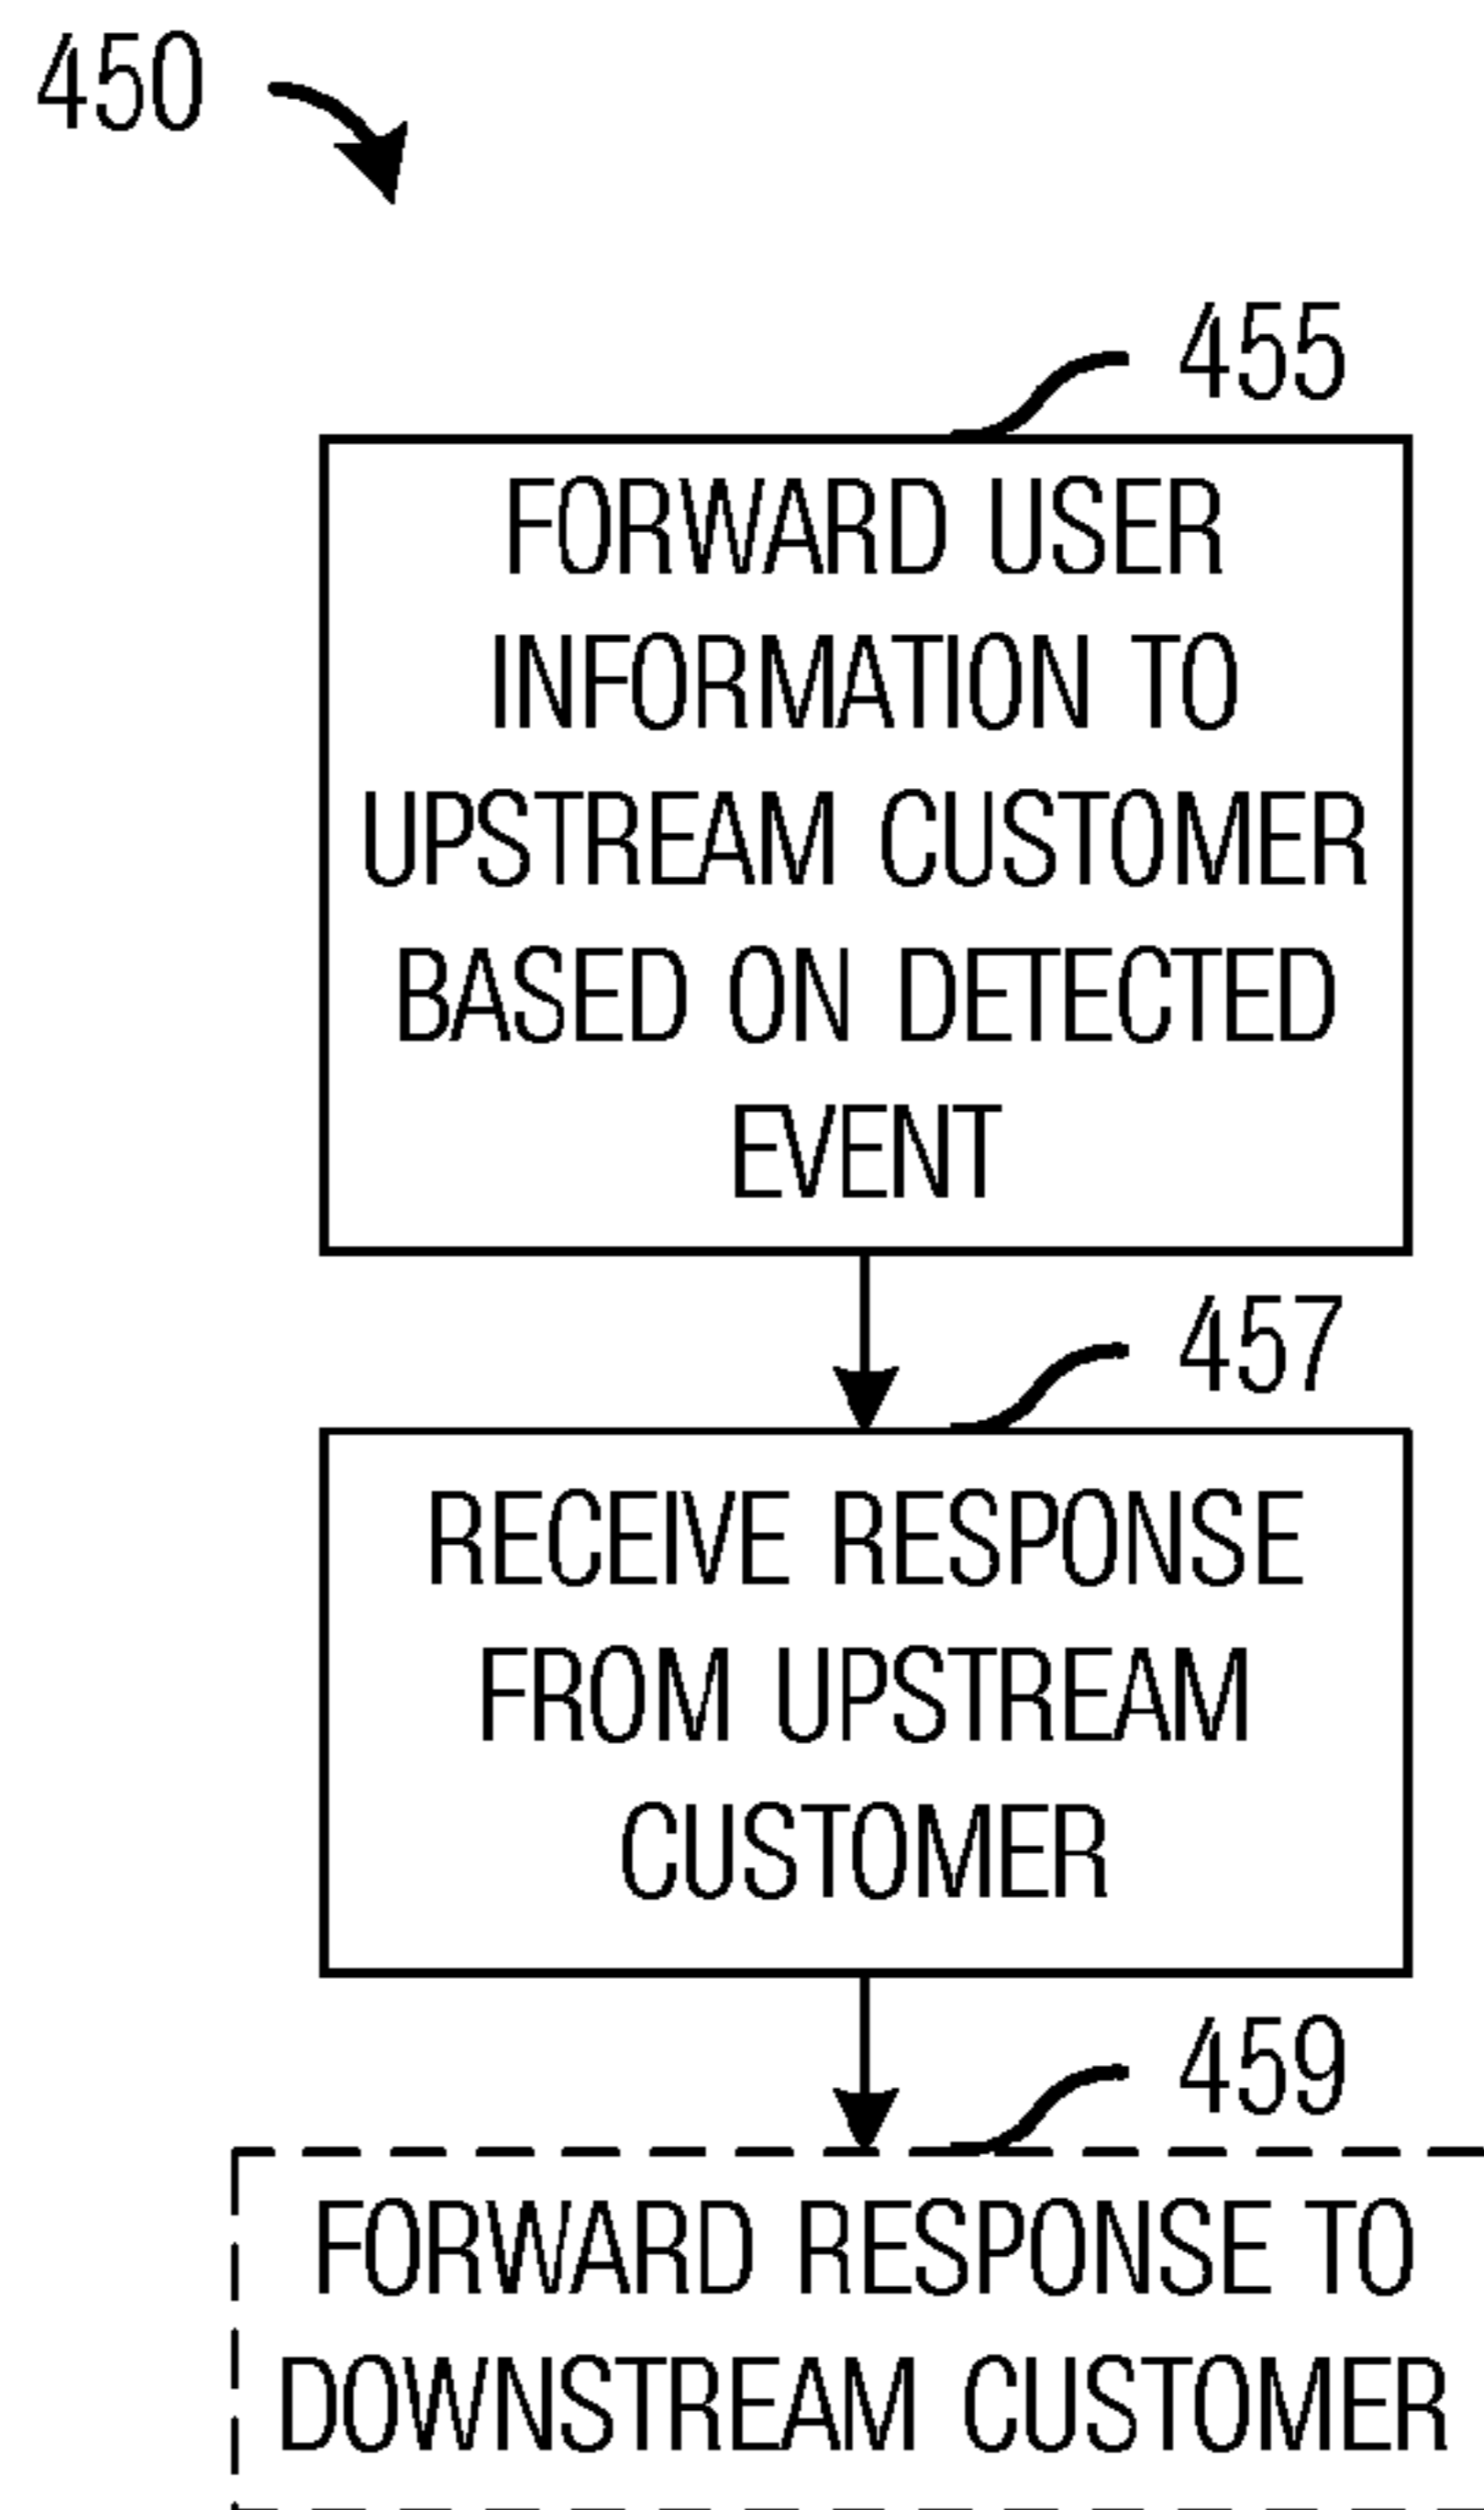 450
455
FORWARD USER
INFORMATION TO
UPSTREAM CUSTOMER
BASED ON DETECTED
EVENT
457
RECEIVE RESPONSE
FROM UPSTREAM
CUSTOMER
459
FORWARD RESPONSE TO
DOWNSTREAM CUSTOMER